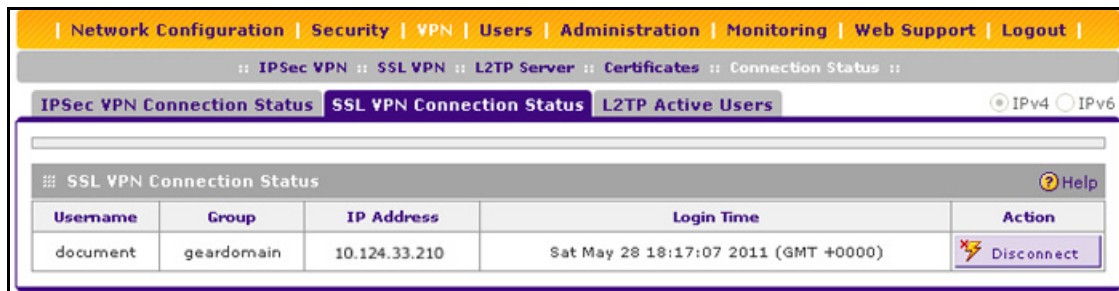 | Network Configuration | Security | VPN | Users | Administration | Monitoring | Web Support | Logout |
:: IPSec VPN :: SSL VPN :: L2TP Server :: Certificates :: Connection Status ::
IPSec VPN Connection Status SSL VPN Connection Status L2TP Active Users IPv4 IPv6
SSL VPN Connection Status ? Help
Username Group IP Address Login Time Action
document geardomain 10.124.33.210 Sat May 28 18:17:07 2011 (GMT +0000) Disconnect